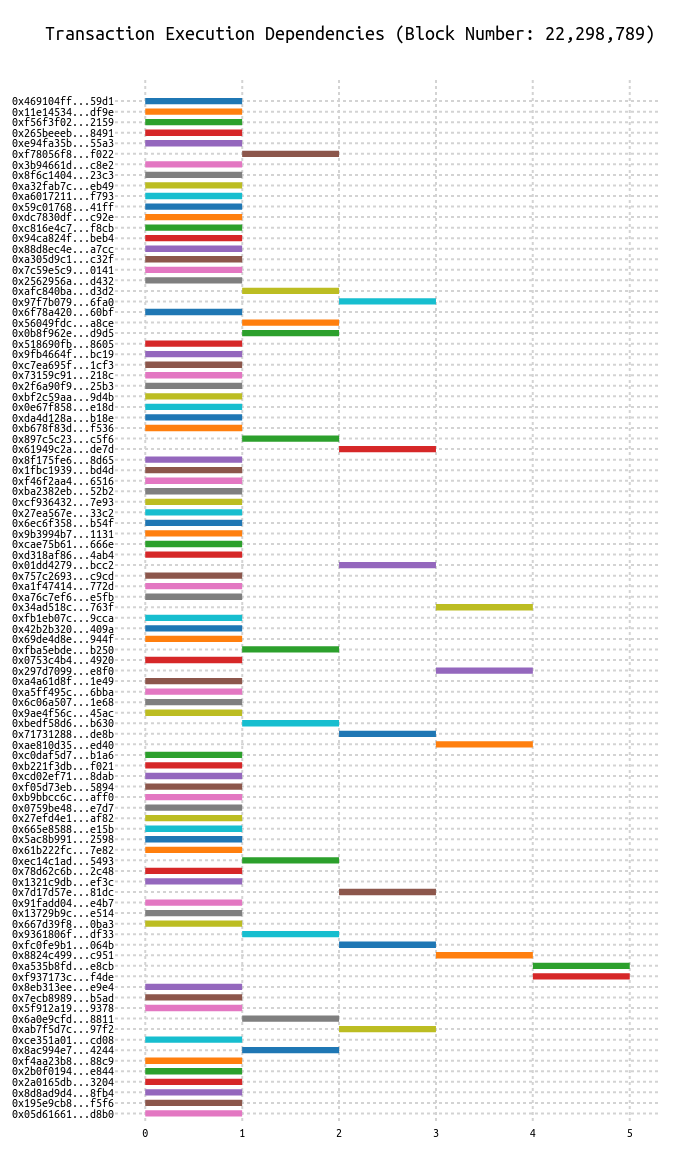 Transaction Execution Dependencies (Block Number: 22,298,789)
0x469104ff...59d1
0x11e14534...df9e
0xf56f3f02...2159
0x265beeeb...8491
0xe94fa35b...55a3
0xf78056f8...f022
0x3b94661d...c8e2
0x8f6c1404...23c3
0xa32fab7c...eb49
0xa6017211...f793
0x59c01768...41ff
0xdc7830df...c92e
0xc816e4c7...f8cb
0x94ca824f...beb4
0x88d8ec4e...a7cc
0xa305d9c1...c32f
0x7c59e5c9...0141
0x2562956a...d432
0xafc840ba...d3d2
0x97f7b079...6fa0
0x6f78a420...60bf
0x56049fdc...a8ce
0x0b8f962e...d9d5
0x518690fb...8605
0x9fb4664f...bc19
0xc7ea695f...1cf3
0x73159c91...218c
0x2f6a90f9...25b3
0xbf2c59aa...9d4b
0x0e67f858...e18d
0xda4d128a...b18e
0xb678f83d...f536
0x897c5c23...c5f6
0x61949c2a...de7d
0x8f175fe6...8d65
0x1fbc1939...bd4d
0xf46f2aa4...6516
0xba2382eb...52b2
0xcf936432...7e93
0x27ea567e...33c2
0x6ec6f358...b54f
0x9b3994b7...1131
0xcae75b61...666e
0xd318af86...4ab4
0x01dd4279...bcc2
0x757c2693...c9cd
0xa1f47414...772d
0xa76c7ef6...e5fb
0x34ad518c...763f
0xfb1eb07c...9cca
0x42b2b320...409a
0x69de4d8e...944f
0xfba5ebde...b250
0x0753c4b4...4920
0x297d7099...e8f0
0xa4a61d8f...1e49
0xa5ff495c...6bba
0x6c06a507...1e68
0x9ae4f56c...45ac
0xbedf58d6...b630
0x71731288...de8b
0xae810d35...ed40
0xc0daf5d7...b1a6
0xb221f3db...f021
0xcd02ef71...8dab
0xf05d73eb...5894
0xb9bbcc6c...aff0
0x0759be48...e7d7
0x27efd4e1...af82
0x665e8588...e15b
0x5ac8b991...2598
0x61b222fc...7e82
0xec14c1ad...5493
0x78d62c6b...2c48
0x1321c9db...ef3c
0x7d17d57e...81dc
0x91fadd04...e4b7
0x13729b9c...e514
0x667d39f8...0ba3
0x9361806f...df33
0xfc0fe9b1...064b
0x8824c499...c951
0xa535b8fd...e8cb
0xf937173c...f4de
0x8eb313ee...e9e4
0x7ecb8989...b5ad
0x5f912a19...9378
0x6a0e9cfd...8811
0xab7f5d7c...97f2
0xce351a01...cd08
0x8ac994e7...4244
0xf4aa23b8...88c9
0x2b0f0194...e844
0x2a0165db...3204
0x8d8ad9d4...8fb4
0x195e9cb8...f5f6
0x05d61661...d8b0
0 1 2 3 4 5